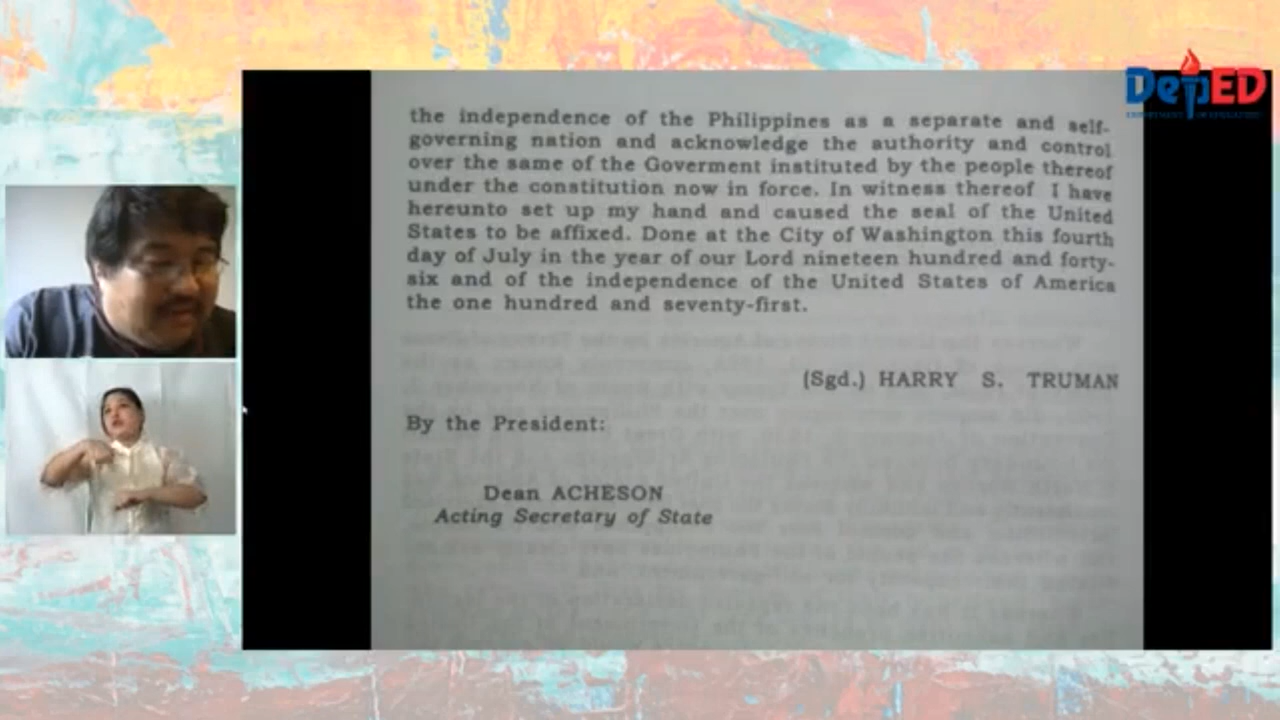 DepED
DEPARTMENT OF EDUCATION
the independence of the Philippines as a separate and self-
governing nation and acknowledge the authority and control
over the same of the Goverment instituted by the people thereof
under the constitution now in force. In witness thereof I have
hereunto set up my hand and caused the seal of the United
States to be affixed. Done at the City of Washington this fourth
day of July in the year of our Lord nineteen hundred and forty-
six and of the independence of the United States of America
the one hundred and seventy-first.
(Sgd.) HARRY S. TRUMAN
By the President:
Dean ACHESON
Acting Secretary of State